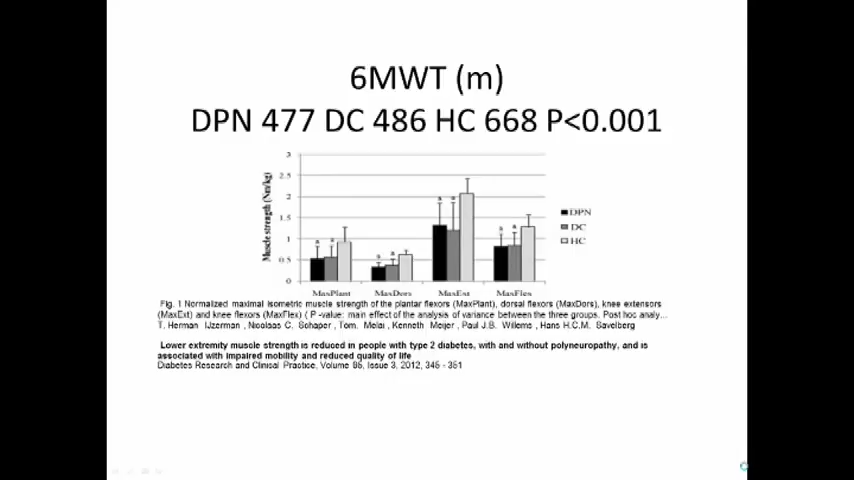 6MWT (m)
DPN 477 DC 486 HC 668 P<0.001
3
2.5
2
1.5
1
0.5
0
Muscle strength (Nm/kg)
a a a a a a
DPN
DC
HC
MaxPlant MaxDors MaxExt MaxFlex
Fig. 1 Normalized maximal isometric muscle strength of the plantar flexors (MaxPlant), dorsal flexors (MaxDors), knee extensors
(MaxExt) and knee flexors (MaxFlex) ( P -value: main effect of the analysis of variance between the three groups. Post hoc analy...
T. Herman IJzerman , Nicolaas C. Schaper , Tom. Melai , Kenneth Meijer , Paul J.B. Willems , Hans H.C.M. Savelberg
Lower extremity muscle strength is reduced in people with type 2 diabetes, with and without polyneuropathy, and is
associated with impaired mobility and reduced quality of life
Diabetes Research and Clinical Practice, Volume 95, Issue 3, 2012, 345 - 351